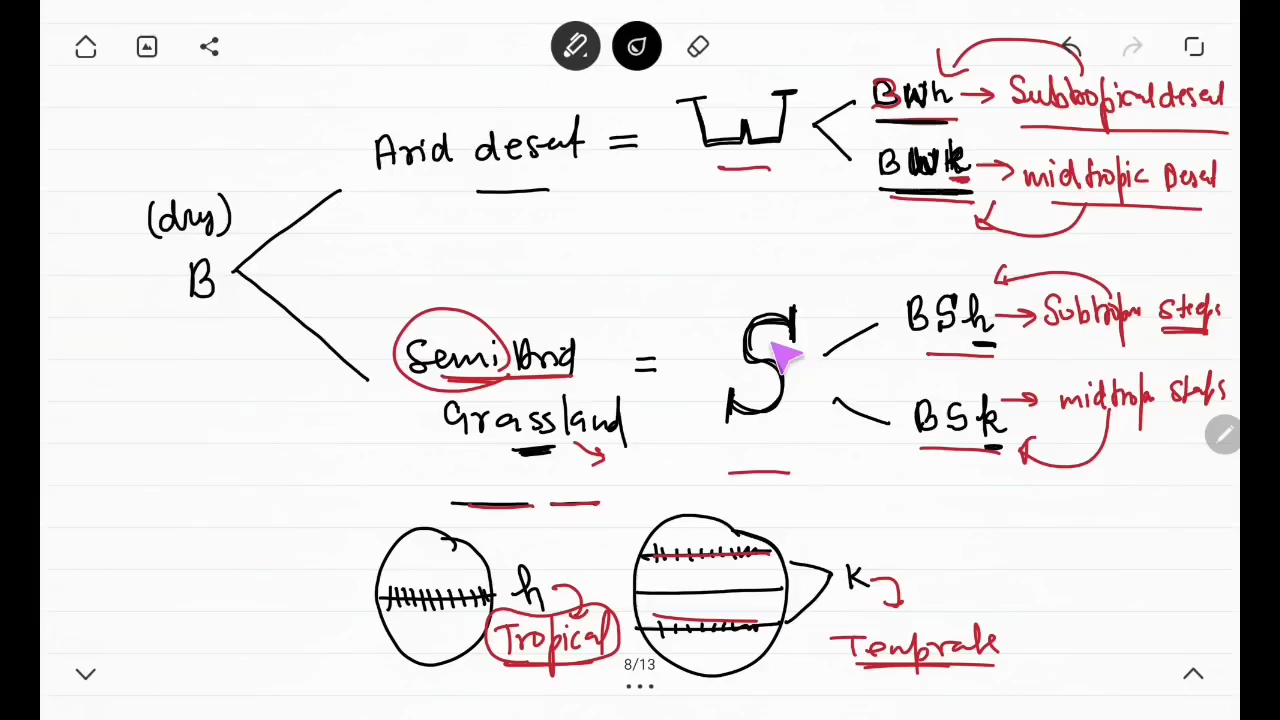 Arid desert = W
BWh → Subtropical desert
BWk → midtropic Desert
(dry)
B
Semi Arid = S
Grassland
BSh → Subtropic steps
BSk → midtrop steps
h
Tropical
K
Temprate
8/13